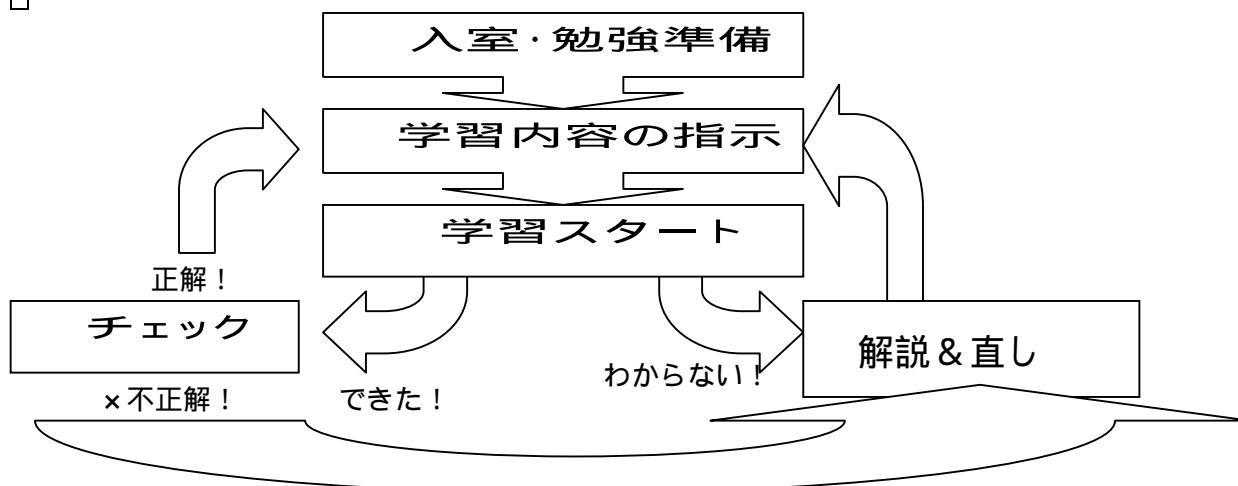 入室・勉強準備
学習内容の指示
学習スタート
正解！
チェック
解説＆直し
わからない！
×不正解！
できた！